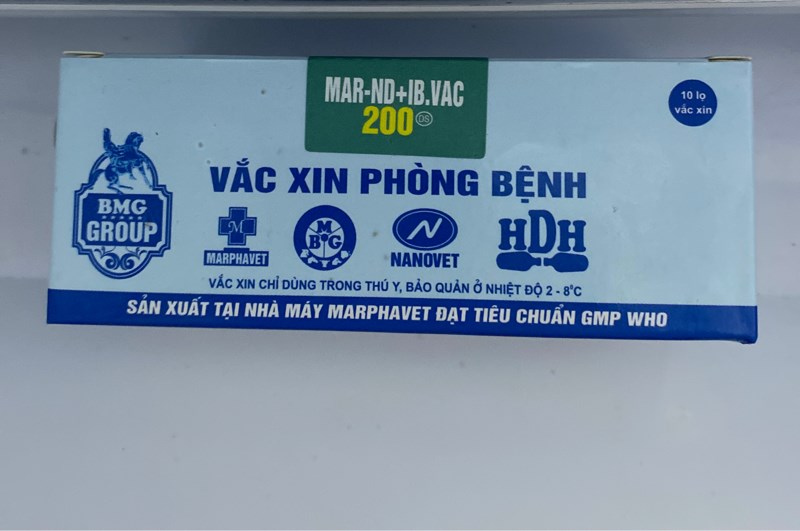 MAR-ND+IB.VAC
200 DS
10 lọ
vắc xin
VẮC XIN PHÒNG BỆNH
BMG
GROUP
M
MARPHAVET
M
B G
N
NANOVET
HDH
VẮC XIN CHỈ DÙNG TRONG THÚ Y, BẢO QUẢN Ở NHIỆT ĐỘ 2 - 8°C
SẢN XUẤT TẠI NHÀ MÁY MARPHAVET ĐẠT TIÊU CHUẨN GMP WHO